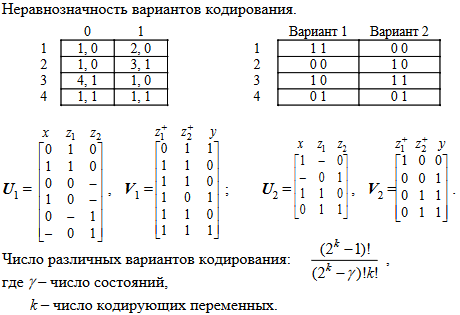 Неравнозначность вариантов кодирования.
0 1 Вариант 1 Вариант 2
1 1, 0 2, 0 1 1 1 0 0
2 1, 0 3, 1 2 0 0 1 0
3 4, 1 1, 0 3 1 0 1 1
4 1, 1 1, 1 4 0 1 0 1
x z₁ z₂ z₁⁺ z₂⁺ y x z₁ z₂ z₁⁺ z₂⁺ y
0 1 0 0 1 1 1 − 0 1 0 0
1 1 0 1 1 0 − 0 1 0 0 1
U₁ = 0 0 − , V₁ = 1 1 0 ; U₂ = 1 1 0 , V₂ = 0 1 1 .
1 0 − 1 0 1 0 1 1 0 1 1
0 − 1 1 1 0
− 0 1 1 1 1
Число различных вариантов кодирования: (2ᵏ −1)! / (2ᵏ − γ)!k! ,
где γ – число состояний,
k – число кодирующих переменных.